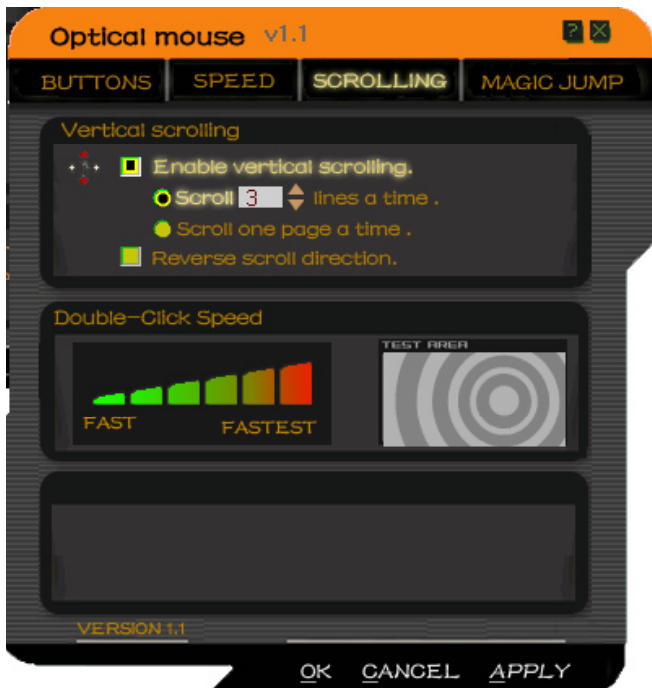 Optical mouse v1.1
BUTTONS SPEED SCROLLING MAGIC JUMP
Vertical scrolling
Enable vertical scrolling.
Scroll 3 lines a time .
Scroll one page a time .
Reverse scroll direction.
Double-Click Speed
TEST AREA
FAST FASTEST
VERSION 1.1
OK CANCEL APPLY